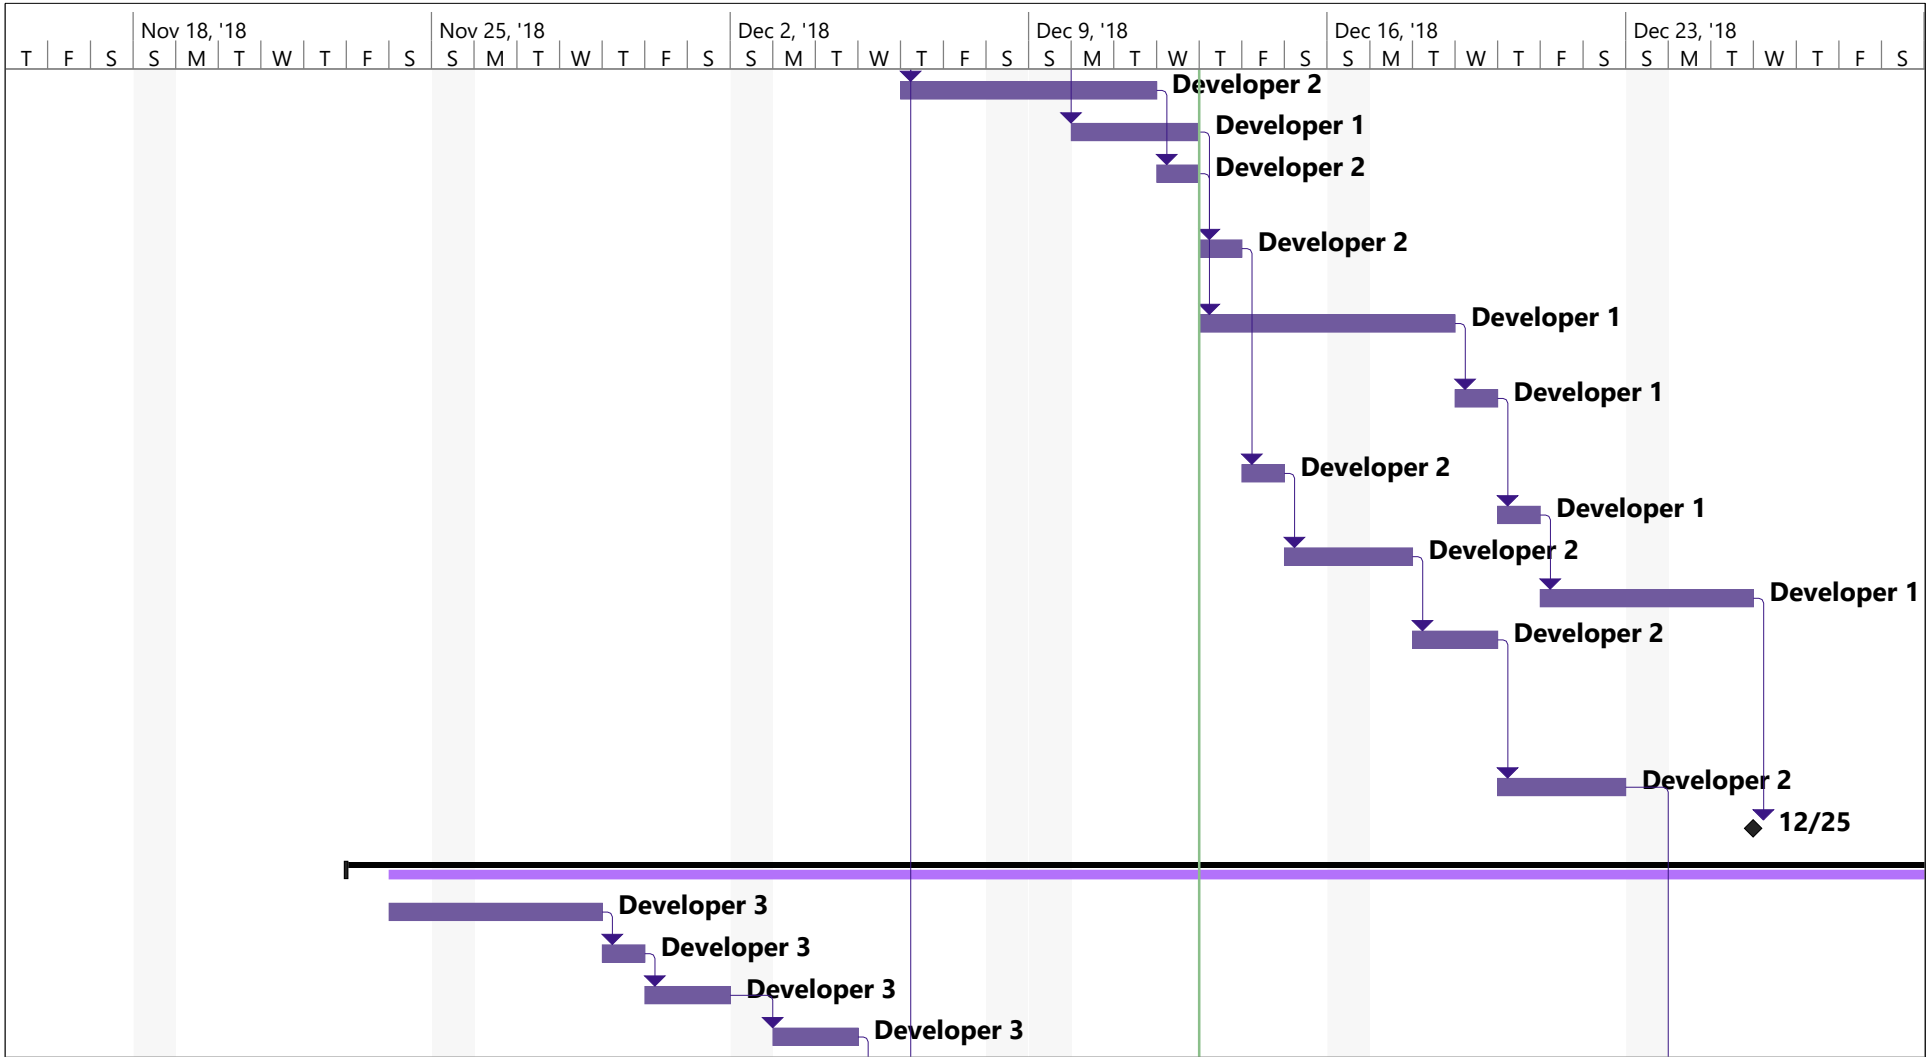 Nov 18, '18 Nov 25, '18 Dec 2, '18 Dec 9, '18 Dec 16, '18 Dec 23, '18
T F S S M T W T F S S M T W T F S S M T W T F S S M T W T F S S M T W T F S S M T W T F S
Developer 2
Developer 1
Developer 2
Developer 2
Developer 1
Developer 1
Developer 2
Developer 1
Developer 2
Developer 1
Developer 2
Developer 2
12/25
Developer 3
Developer 3
Developer 3
Developer 3